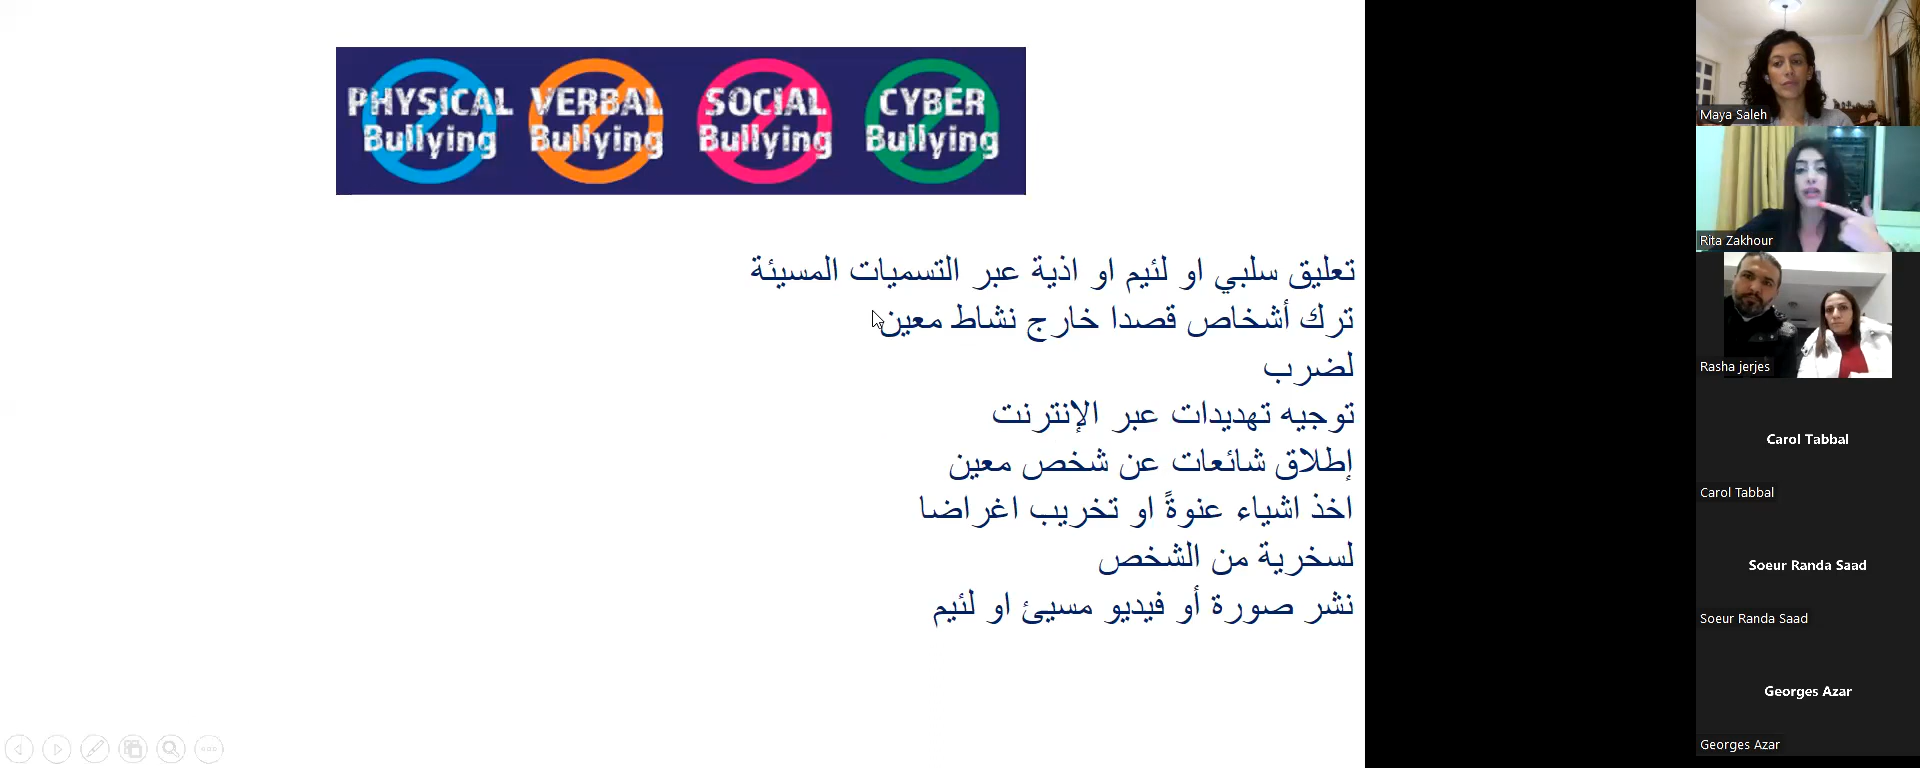 PHYSICAL Bullying
VERBAL Bullying
SOCIAL Bullying
CYBER Bullying
تعليق سلبي او لئيم او اذية عبر التسميات المسيئة
ترك أشخاص قصدا خارج نشاط معين
لضرب
توجيه تهديدات عبر الإنترنت
إطلاق شائعات عن شخص معين
اخذ اشياء عنوةً او تخريب اغراضا
لسخرية من الشخص
نشر صورة أو فيديو مسيئ او لئيم
Maya Saleh
Rita Zakhour
Rasha jerjes
Carol Tabbal
Carol Tabbal
Soeur Randa Saad
Soeur Randa Saad
Georges Azar
Georges Azar